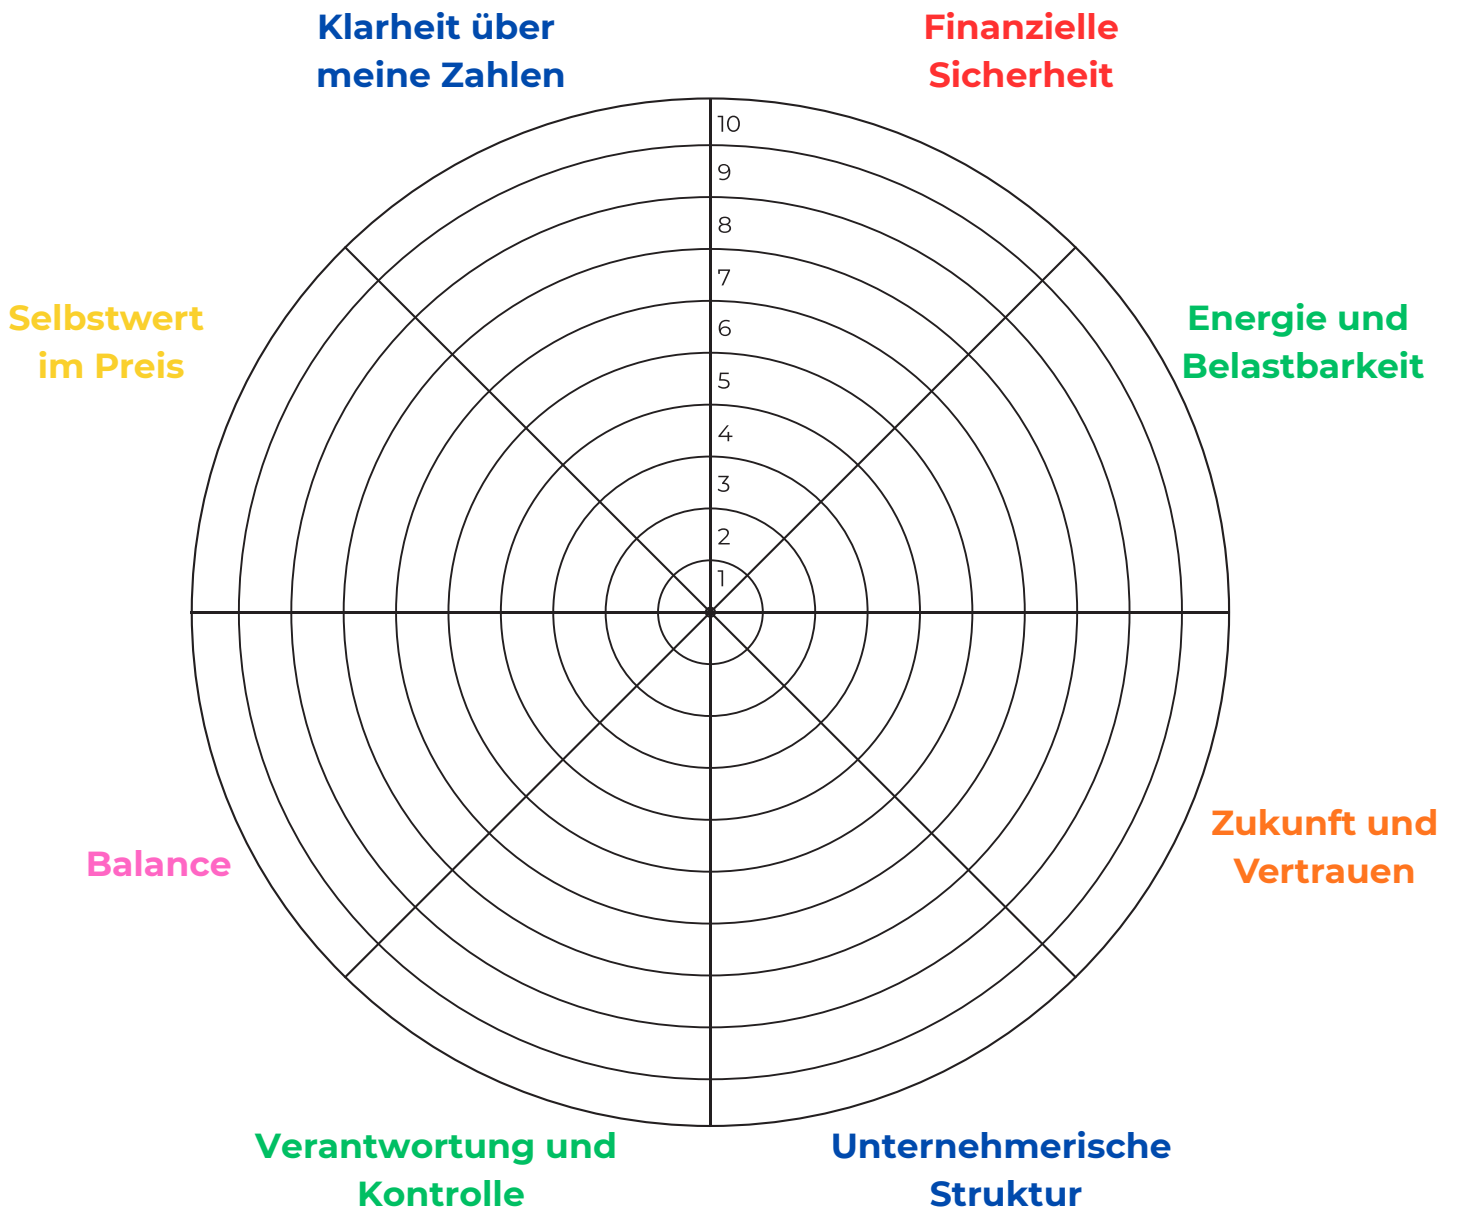 Klarheit über
meine Zahlen
Finanzielle
Sicherheit
10
9
8
7
6
5
4
3
2
1
Selbstwert
im Preis
Energie und
Belastbarkeit
Balance
Zukunft und
Vertrauen
Verantwortung und
Kontrolle
Unternehmerische
Struktur